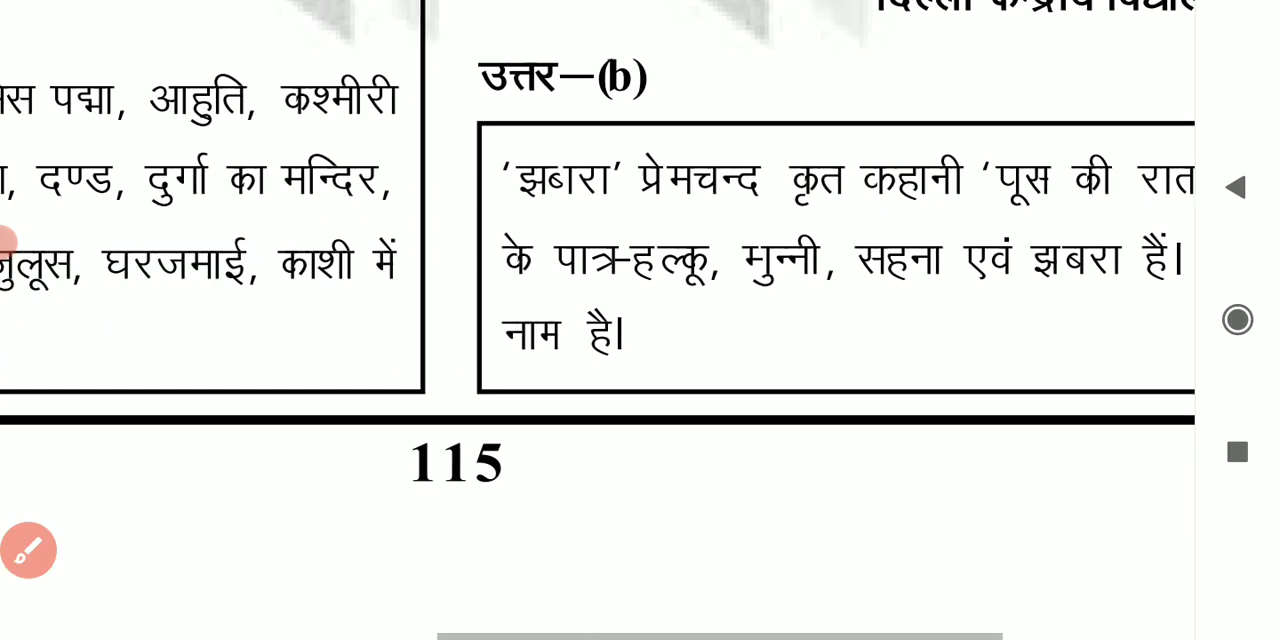 पद्मा, आहुति, कश्मीरी
दण्ड, दुर्गा का मन्दिर,
जुलूस, घरजमाई, काशी में
उत्तर—(b)
‘झबारा’ प्रेमचन्द कृत कहानी ‘पूस की रात
के पात्र-हल्कू, मुन्नी, सहना एवं झबरा हैं।
नाम है।
115